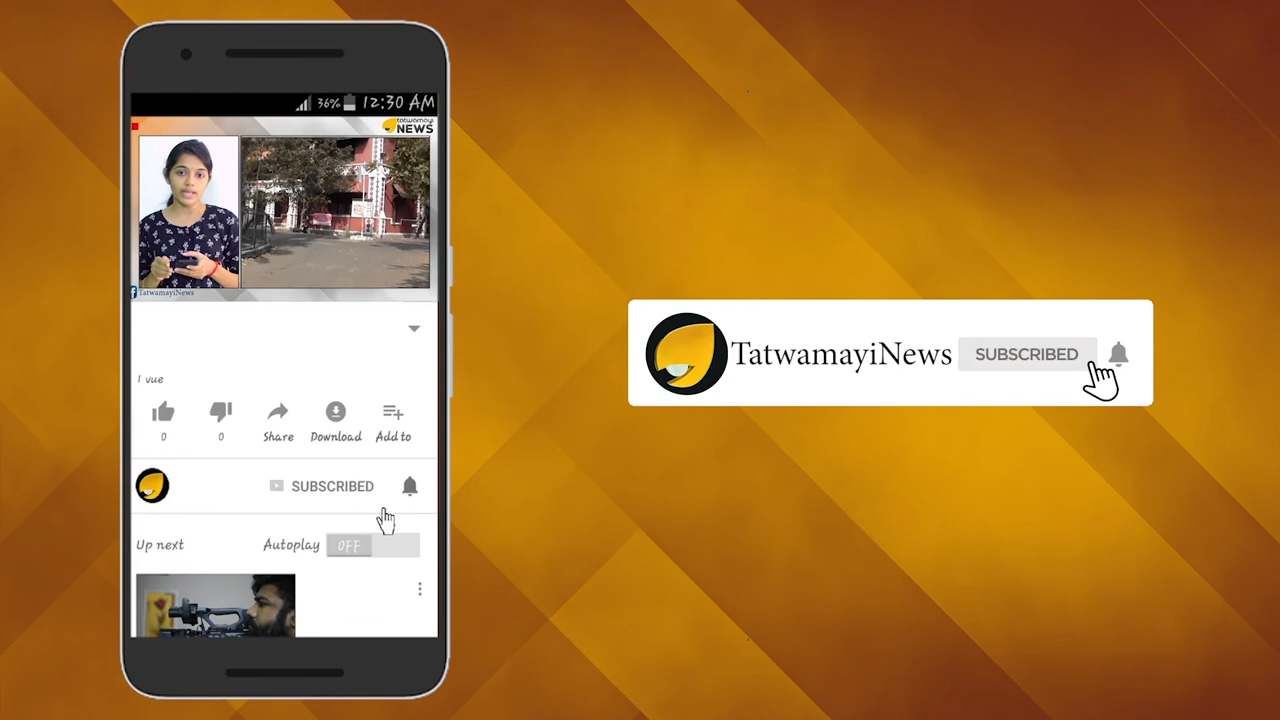 36% 12:30 AM
tatwamayi
NEWS
TatwamayiNews
1 vue
0 0 Share Download Add to
SUBSCRIBED
Up next Autoplay OFF
TatwamayiNews SUBSCRIBED